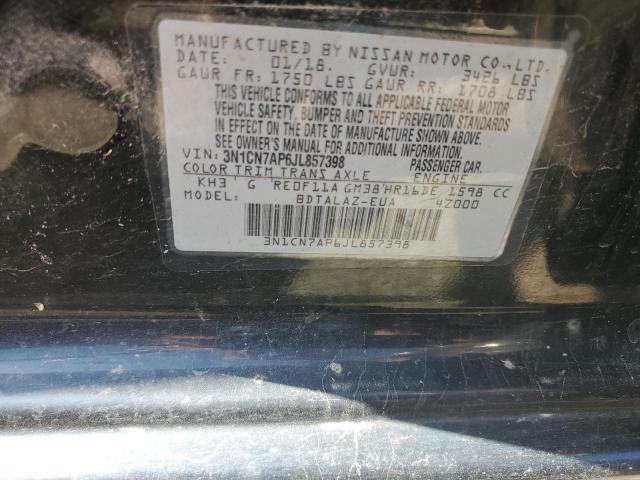 MANUFACTURED BY NISSAN MOTOR CO.,LTD.
DATE: 01/18. GVWR: 3426 LBS
GAWR FR: 1750 LBS GAWR RR: 1708 LBS
THIS VEHICLE CONFORMS TO ALL APPLICABLE FEDERAL MOTOR
VEHICLE SAFETY, BUMPER AND THEFT PREVENTION STANDARDS
IN EFFECT ON THE DATE OF MANUFACTURE SHOWN ABOVE.
SEE OWNER'S MANUAL FOR ADDITIONAL INFORMATION.
VIN: 3N1CN7AP6JL857398 PASSENGER CAR.
COLOR TRIM TRANS AXLE ENGINE
KH3 G RE0F11A GM38 HR16DE 1598 CC
MODEL: BDTALAZ-EUA 4Z000
3N1CN7AP6JL857398